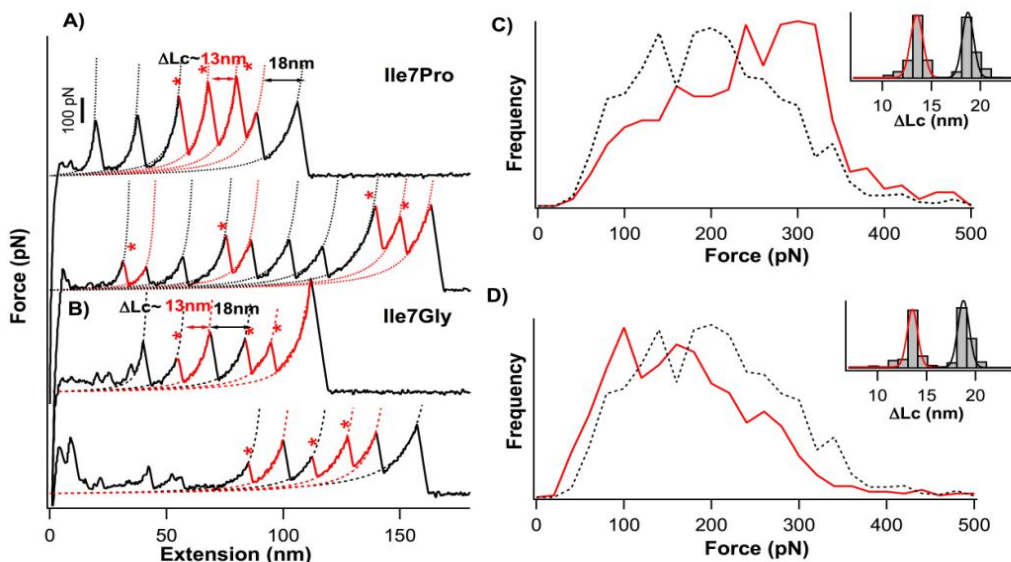 A)
ΔLc~13nm
18nm
Ile7Pro
100 pN
* * * *
* * * *
B)
ΔLc~ 13nm
18nm
Ile7Gly
* * *
* * *
Force (pN)
0 50 100 150
Extension (nm)
C)
Frequency
10 15 20
ΔLc (nm)
0 100 200 300 400 500
Force (pN)
D)
Frequency
10 15 20
ΔLc (nm)
0 100 200 300 400 500
Force (pN)